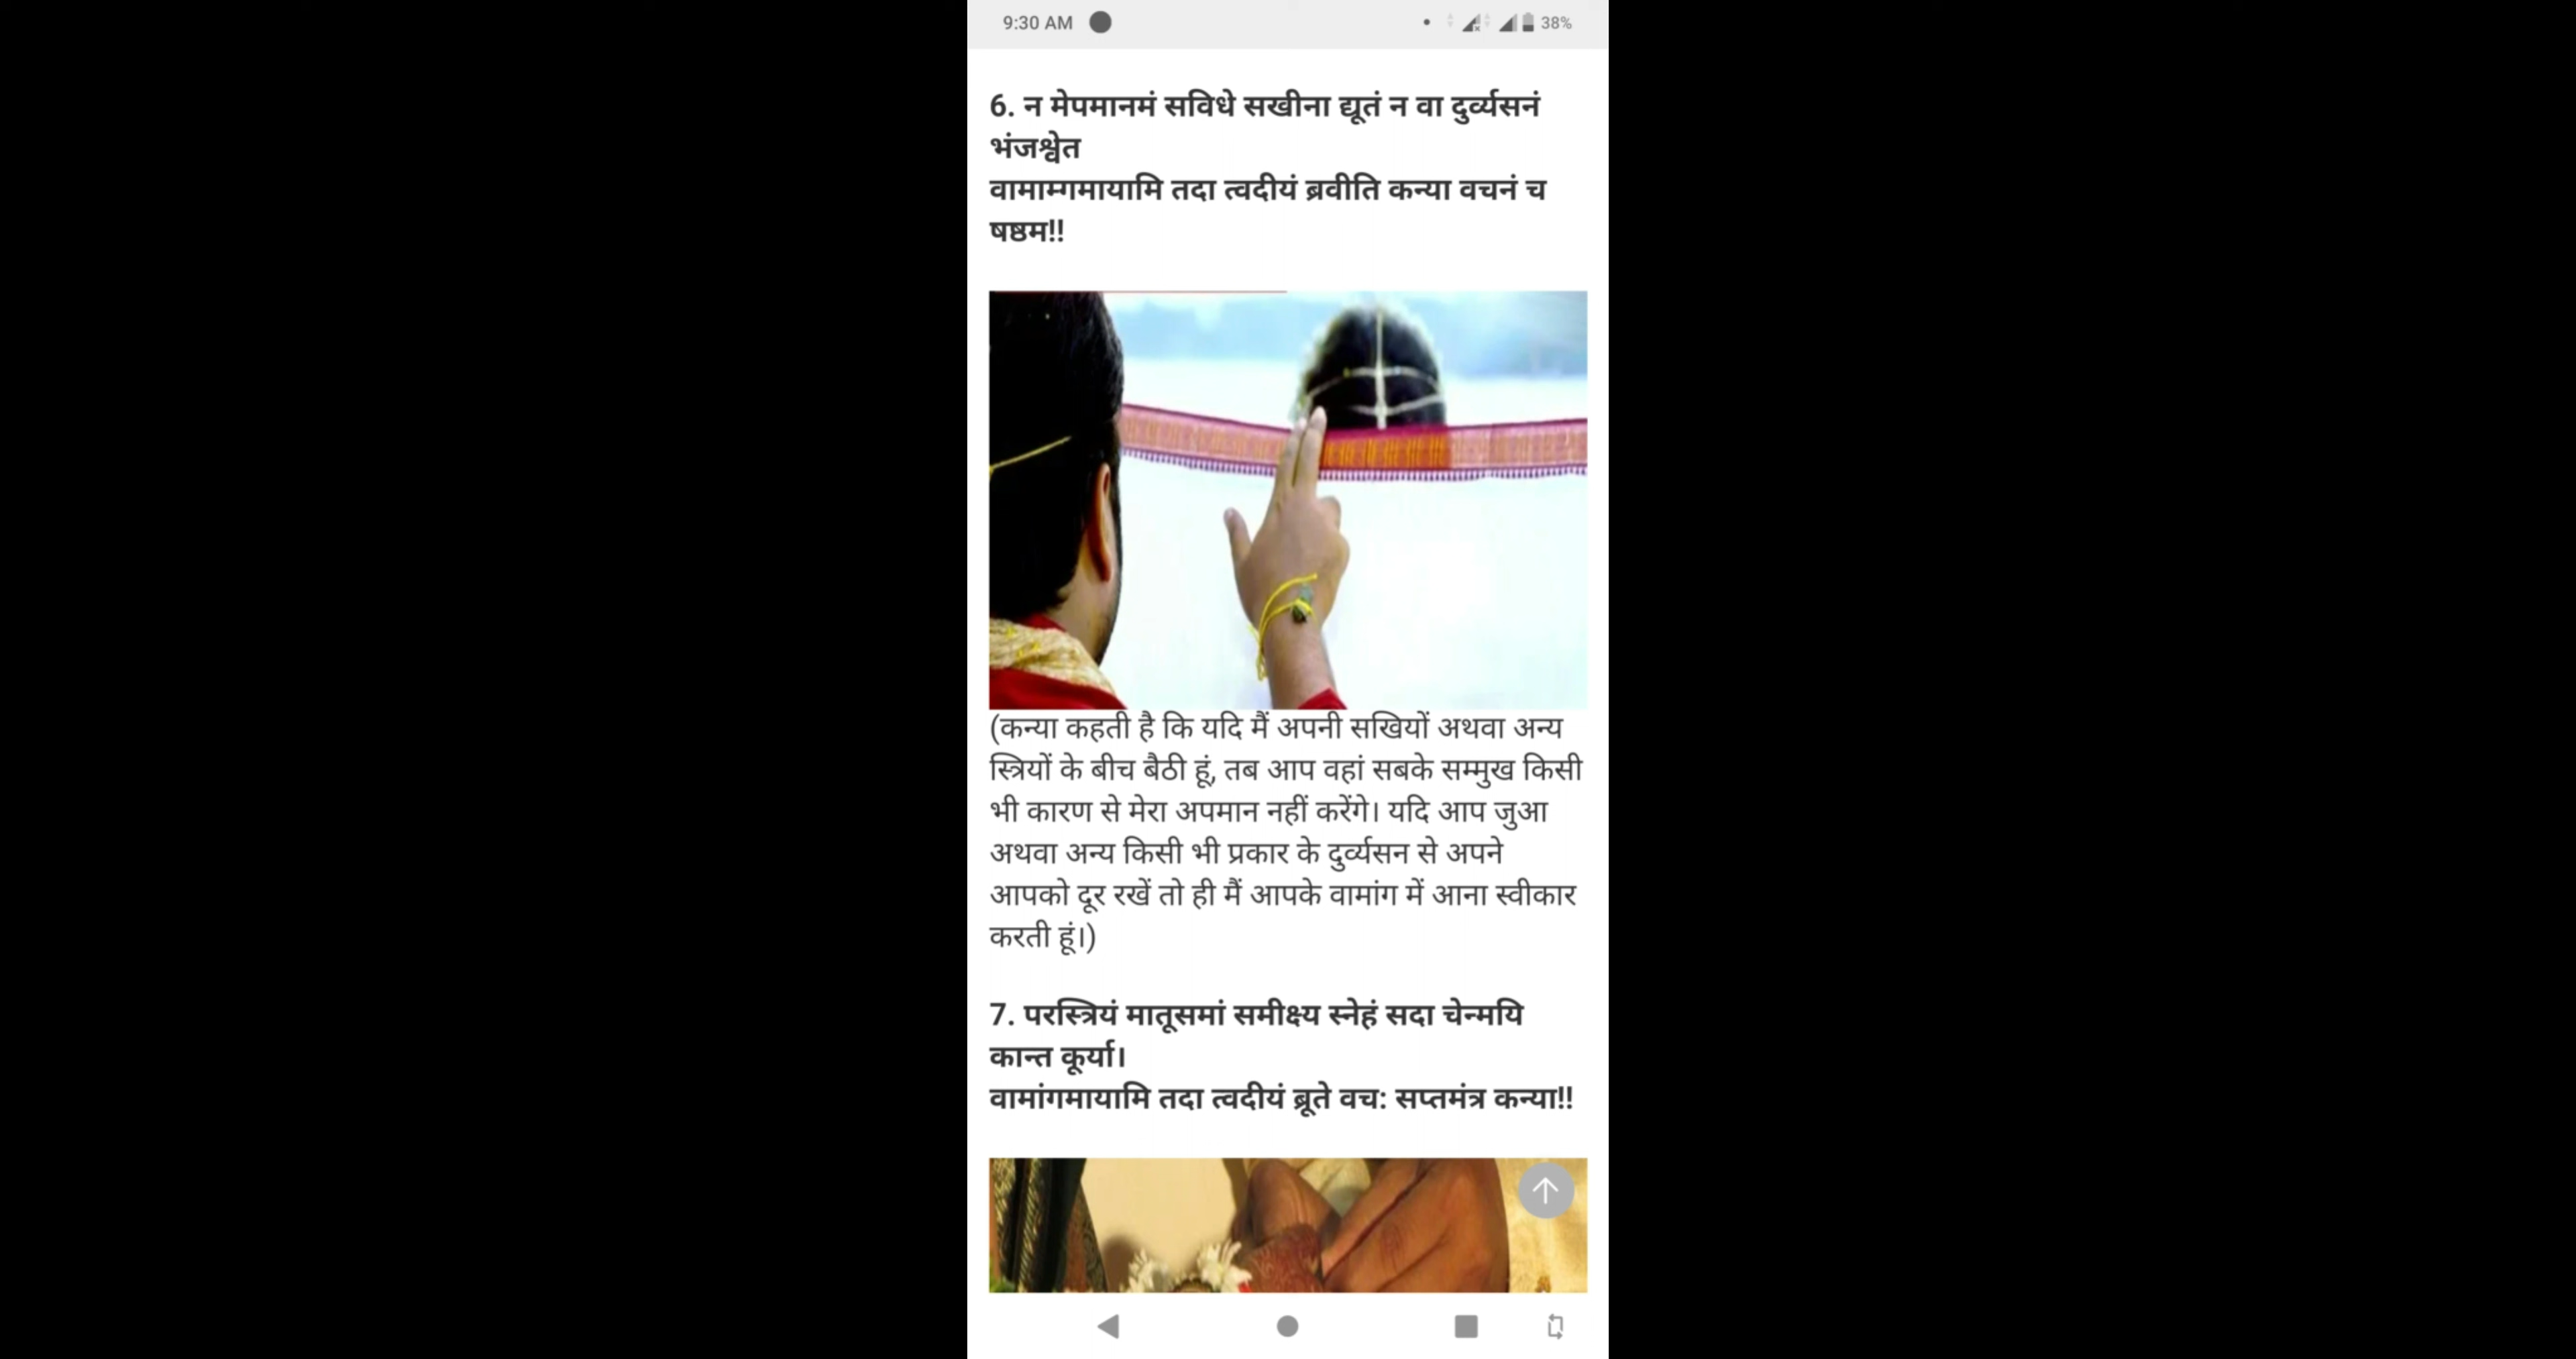 9:30 AM
38%
6. न मेपमानमं सविधे सखीना द्यूतं न वा दुर्व्यसनं
भंजश्वेत
वामाम्गमायामि तदा त्वदीयं ब्रवीति कन्या वचनं च
षष्ठम!!
(कन्या कहती है कि यदि मैं अपनी सखियों अथवा अन्य
स्त्रियों के बीच बैठी हूं, तब आप वहां सबके सम्मुख किसी
भी कारण से मेरा अपमान नहीं करेंगे। यदि आप जुआ
अथवा अन्य किसी भी प्रकार के दुर्व्यसन से अपने
आपको दूर रखें तो ही मैं आपके वामांग में आना स्वीकार
करती हूं।)
7. परस्त्रियं मातूसमां समीक्ष्य स्नेहं सदा चेन्मयि
कान्त कूर्या।
वामांगमायामि तदा त्वदीयं ब्रूते वच: सप्तमंत्र कन्या!!